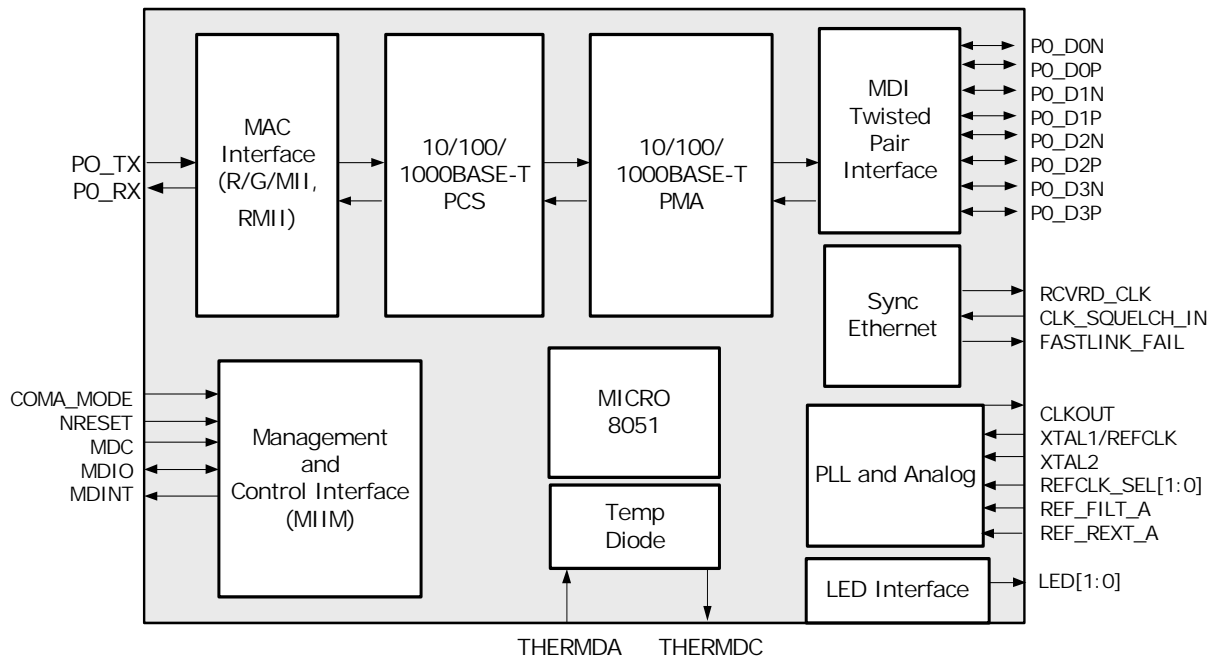 PO_TX
P0_RX
MAC
Interface
(R/G/MII,
RMII)
10/100/
1000BASE-T
PCS
10/100/
1000BASE-T
PMA
MDI
Twisted
Pair
Interface
P0_D0N
P0_D0P
P0_D1N
P0_D1P
P0_D2N
P0_D2P
P0_D3N
P0_D3P
Sync
Ethernet
RCVRD_CLK
CLK_SQUELCH_IN
FASTLINK_FAIL
COMA_MODE
NRESET
MDC
MDIO
MDINT
Management
and
Control Interface
(MIIM)
MICRO
8051
Temp
Diode
THERMDA
THERMDC
PLL and Analog
CLKOUT
XTAL1/REFCLK
XTAL2
REFCLK_SEL[1:0]
REF_FILT_A
REF_REXT_A
LED Interface
LED[1:0]